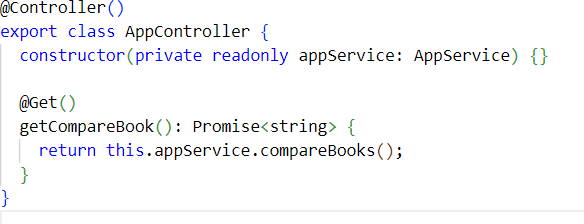 @Controller()
export class AppController {
  constructor(private readonly appService: AppService) {}

  @Get()
  getCompareBook(): Promise<string> {
    return this.appService.compareBooks();
  }
}